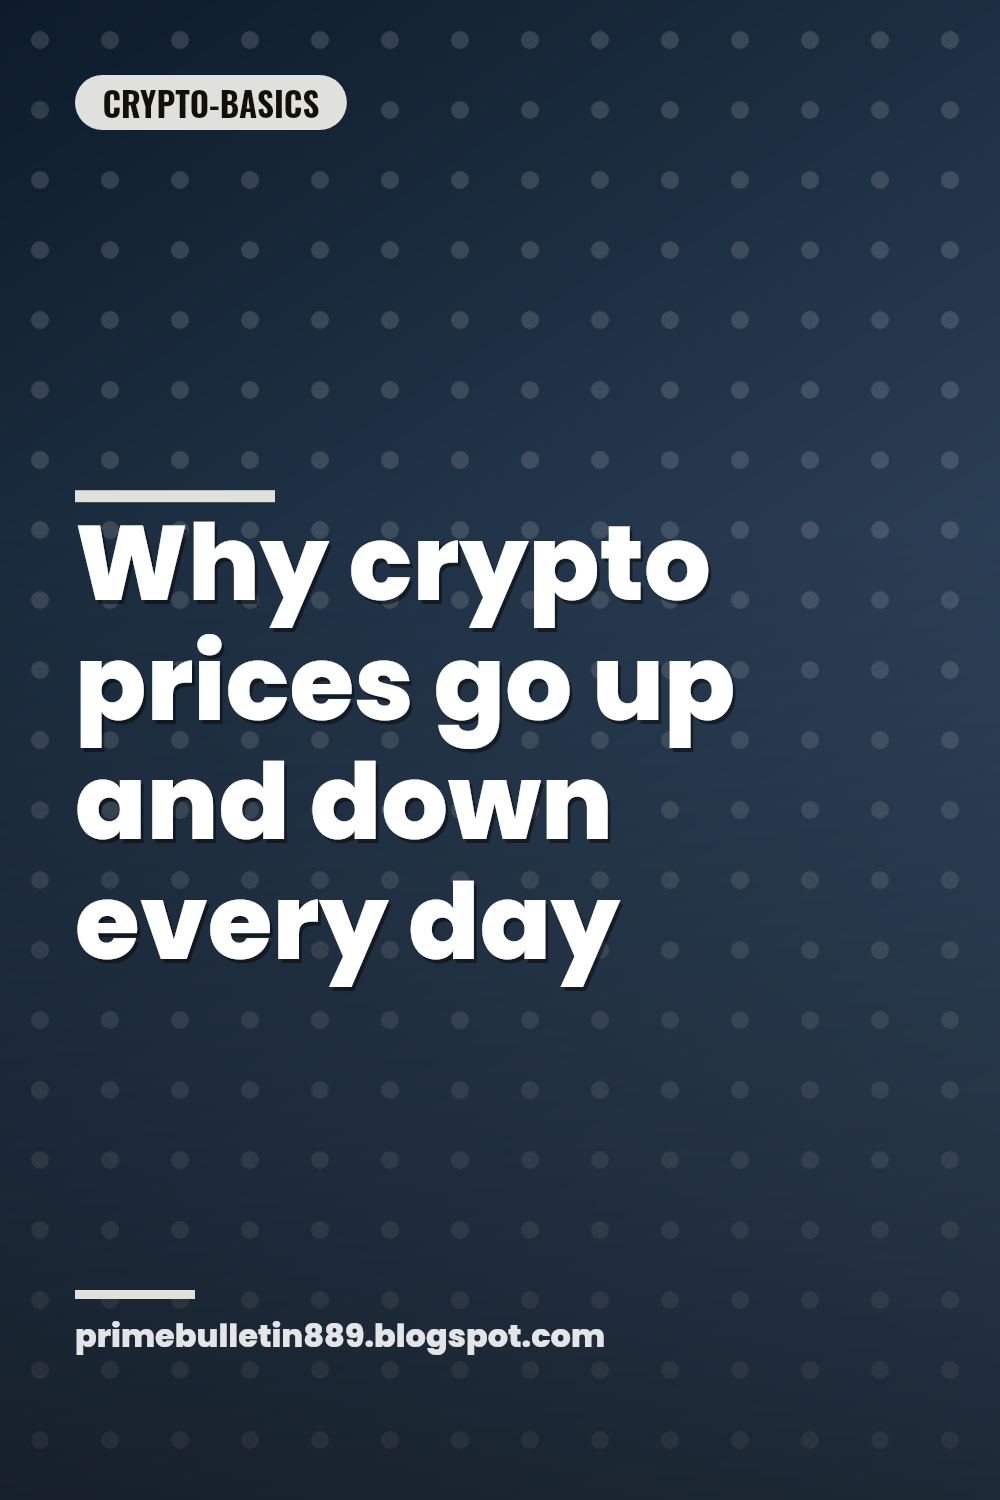 CRYPTO-BASICS
Why crypto
prices go up
and down
every day
primebulletin889.blogspot.com